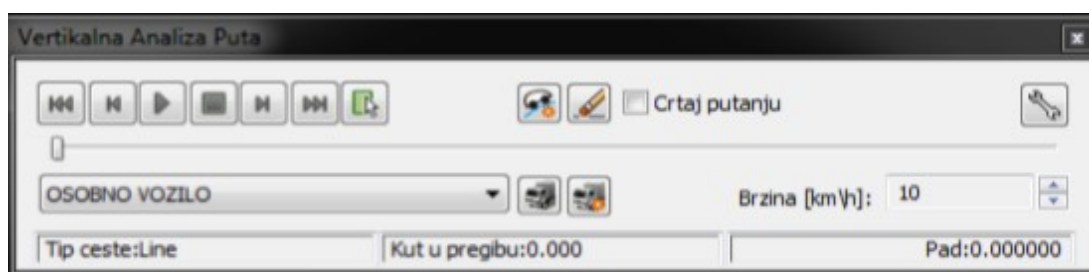 Vertikalna Analiza Puta
Crtaj putanju
OSOBNO VOZILO
Brzina [km\h]: 10
Tip ceste:Line Kut u pregibu:0.000 Pad:0.000000